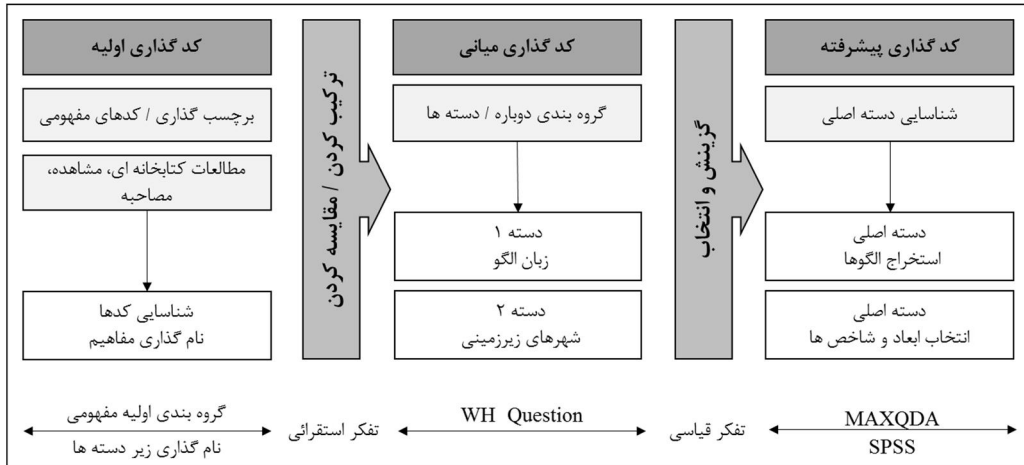 کد گذاری اولیه
برچسب گذاری / کدهای مفهومی
مطالعات کتابخانه ای، مشاهده،
مصاحبه
شناسایی کدها
نام گذاری مفاهیم
گروه بندی اولیه مفهومی
نام گذاری زیر دسته ها
ترکیب کردن / مقایسه کردن
تفکر استقرائی
کد گذاری میانی
گروه بندی دوباره / دسته ها
دسته ۱
زبان الگو
دسته ۲
شهرهای زیرزمینی
WH Question
گزینش و انتخاب
تفکر قیاسی
کد گذاری پیشرفته
شناسایی دسته اصلی
دسته اصلی
استخراج الگوها
دسته اصلی
انتخاب ابعاد و شاخص ها
MAXQDA
SPSS